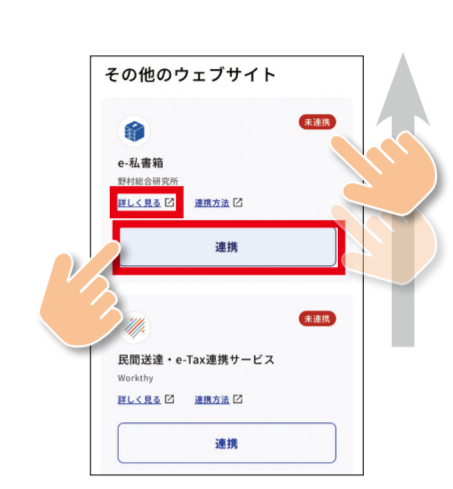 その他のウェブサイト
未連携
e-私書箱
野村総合研究所
詳しく見る 連携方法
連携
未連携
民間送達・e-Tax連携サービス
Workthy
詳しく見る 連携方法
連携